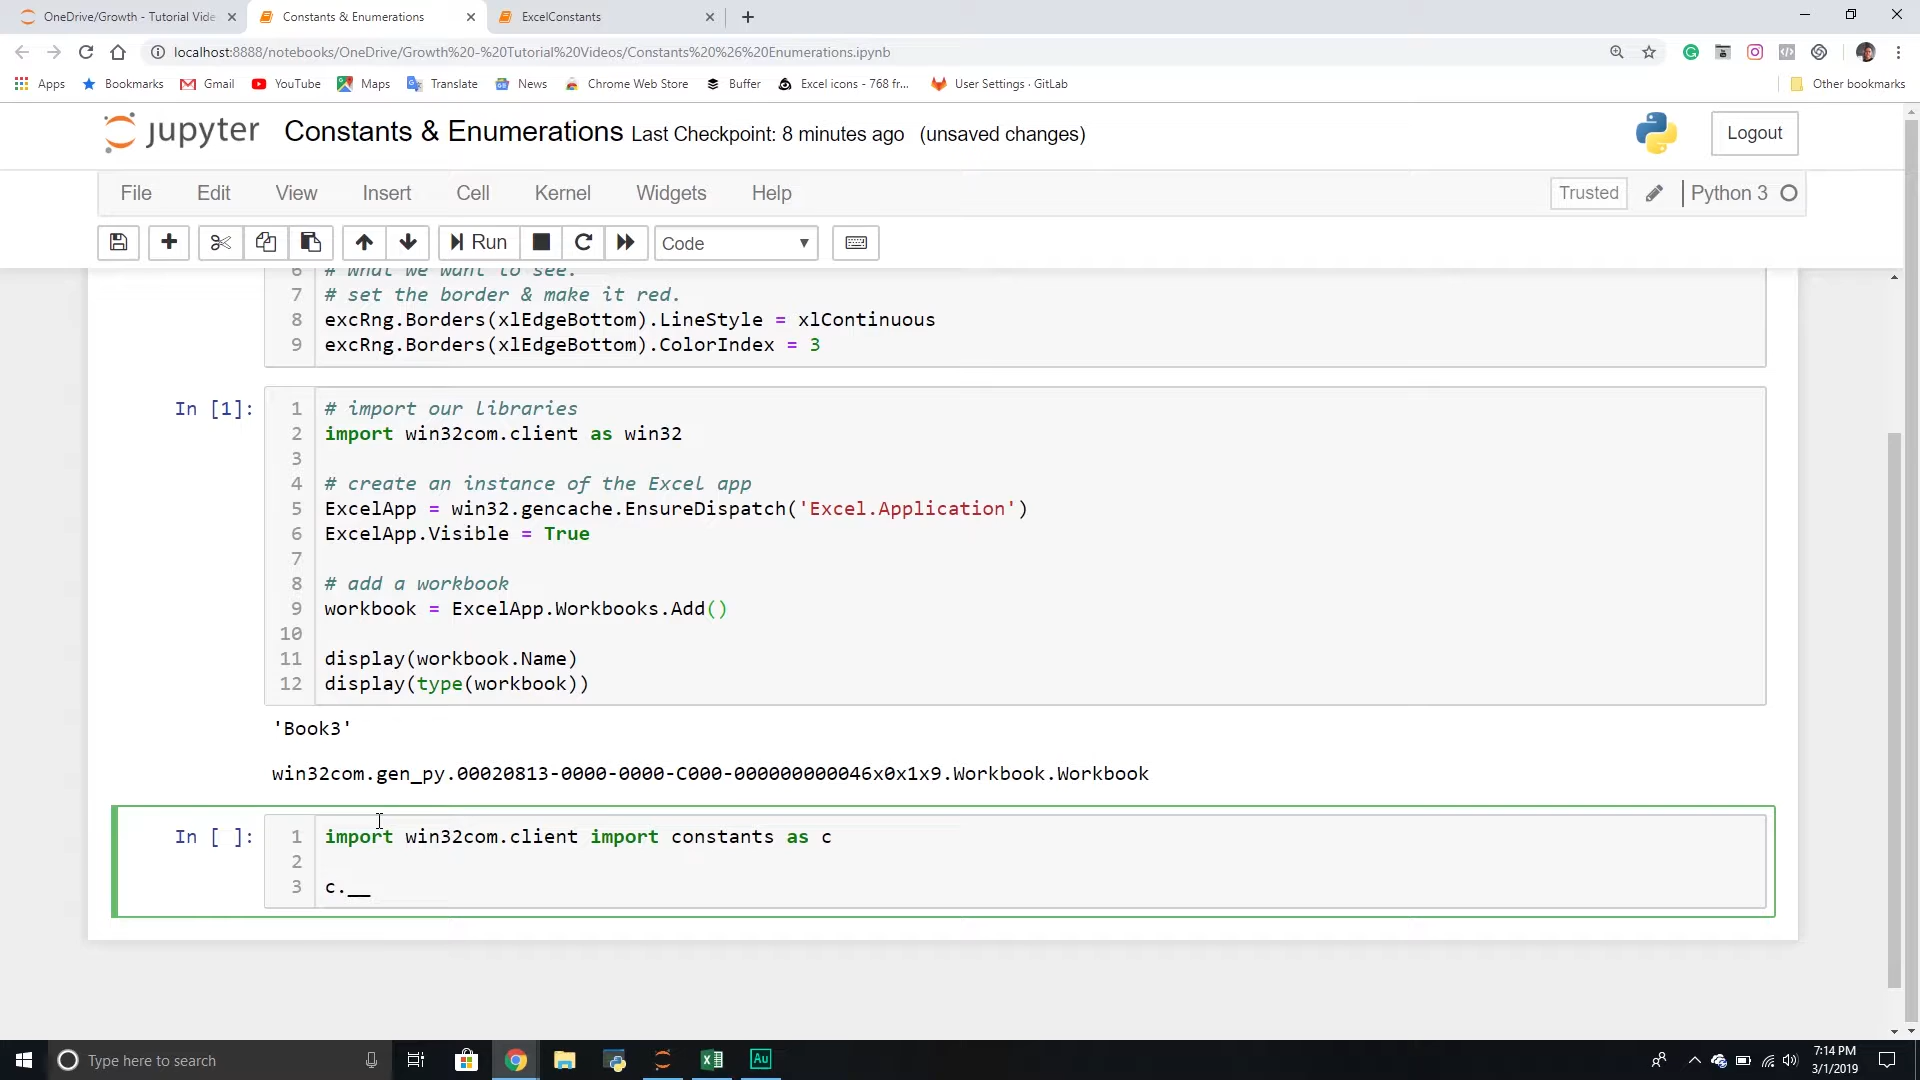 OneDrive/Growth - Tutorial Vide
Constants & Enumerations
ExcelConstants
localhost:8888/notebooks/OneDrive/Growth%20-%20Tutorial%20Videos/Constants%20%26%20Enumerations.ipynb
Apps Bookmarks Gmail YouTube Maps Translate News Chrome Web Store Buffer Excel icons - 768 fr... User Settings · GitLab Other bookmarks
jupyter Constants & Enumerations Last Checkpoint: 8 minutes ago (unsaved changes) Logout
File Edit View Insert Cell Kernel Widgets Help Trusted Python 3
Run Code
6 # What we want to see.
7 # set the border & make it red.
8 excRng.Borders(xlEdgeBottom).LineStyle = xlContinuous
9 excRng.Borders(xlEdgeBottom).ColorIndex = 3
In [1]: 1 # import our libraries
2 import win32com.client as win32
3
4 # create an instance of the Excel app
5 ExcelApp = win32.gencache.EnsureDispatch('Excel.Application')
6 ExcelApp.Visible = True
7
8 # add a workbook
9 workbook = ExcelApp.Workbooks.Add()
10
11 display(workbook.Name)
12 display(type(workbook))
'Book3'
win32com.gen_py.00020813-0000-0000-C000-000000000046x0x1x9.Workbook.Workbook
In [ ]: 1 import win32com.client import constants as c
2
3 c.__
Type here to search
Au
7:14 PM
3/1/2019